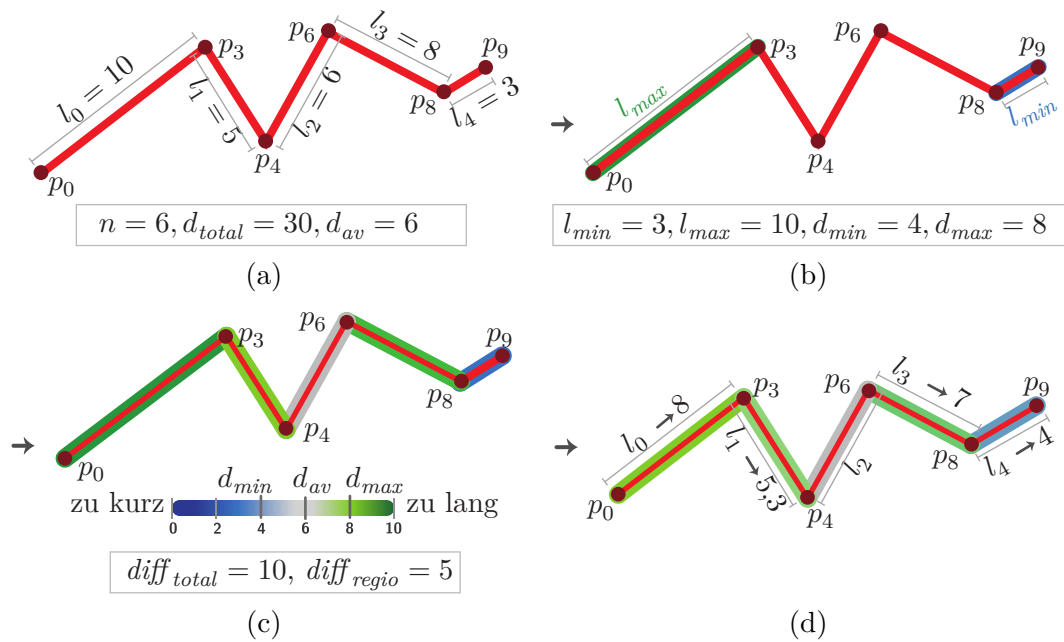 p_6
l_3 = 8
p_3
p_9
l_0 = 10
l_1 = 5
l_2 = 6
p_8
l_4 = 3
p_4
p_0
n = 6, d_total = 30, d_av = 6
(a)
p_6
p_3
p_9
l_max
p_8
l_min
p_4
p_0
l_min = 3, l_max = 10, d_min = 4, d_max = 8
(b)
p_6
p_3
p_9
p_8
p_4
p_0
d_min d_av d_max
zu kurz zu lang
0 2 4 6 8 10
diff_total = 10, diff_regio = 5
(c)
l_3 → 7
p_6
p_3
p_9
l_0 → 8
l_1 → 5,3
l_2
p_8
l_4 → 4
p_0
p_4
(d)